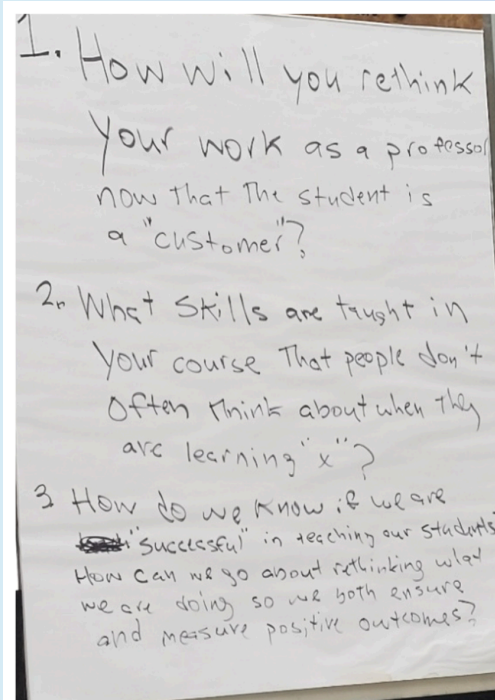 1. How will you rethink
your work as a professor
now that the student is
a "customer"?
2. What skills are taught in
your course that people don't
often think about when they
are learning "x"?
3 How do we know if we are
"successful" in teaching our students?
How can we go about rethinking what
we are doing so we both ensure
and measure positive outcomes?